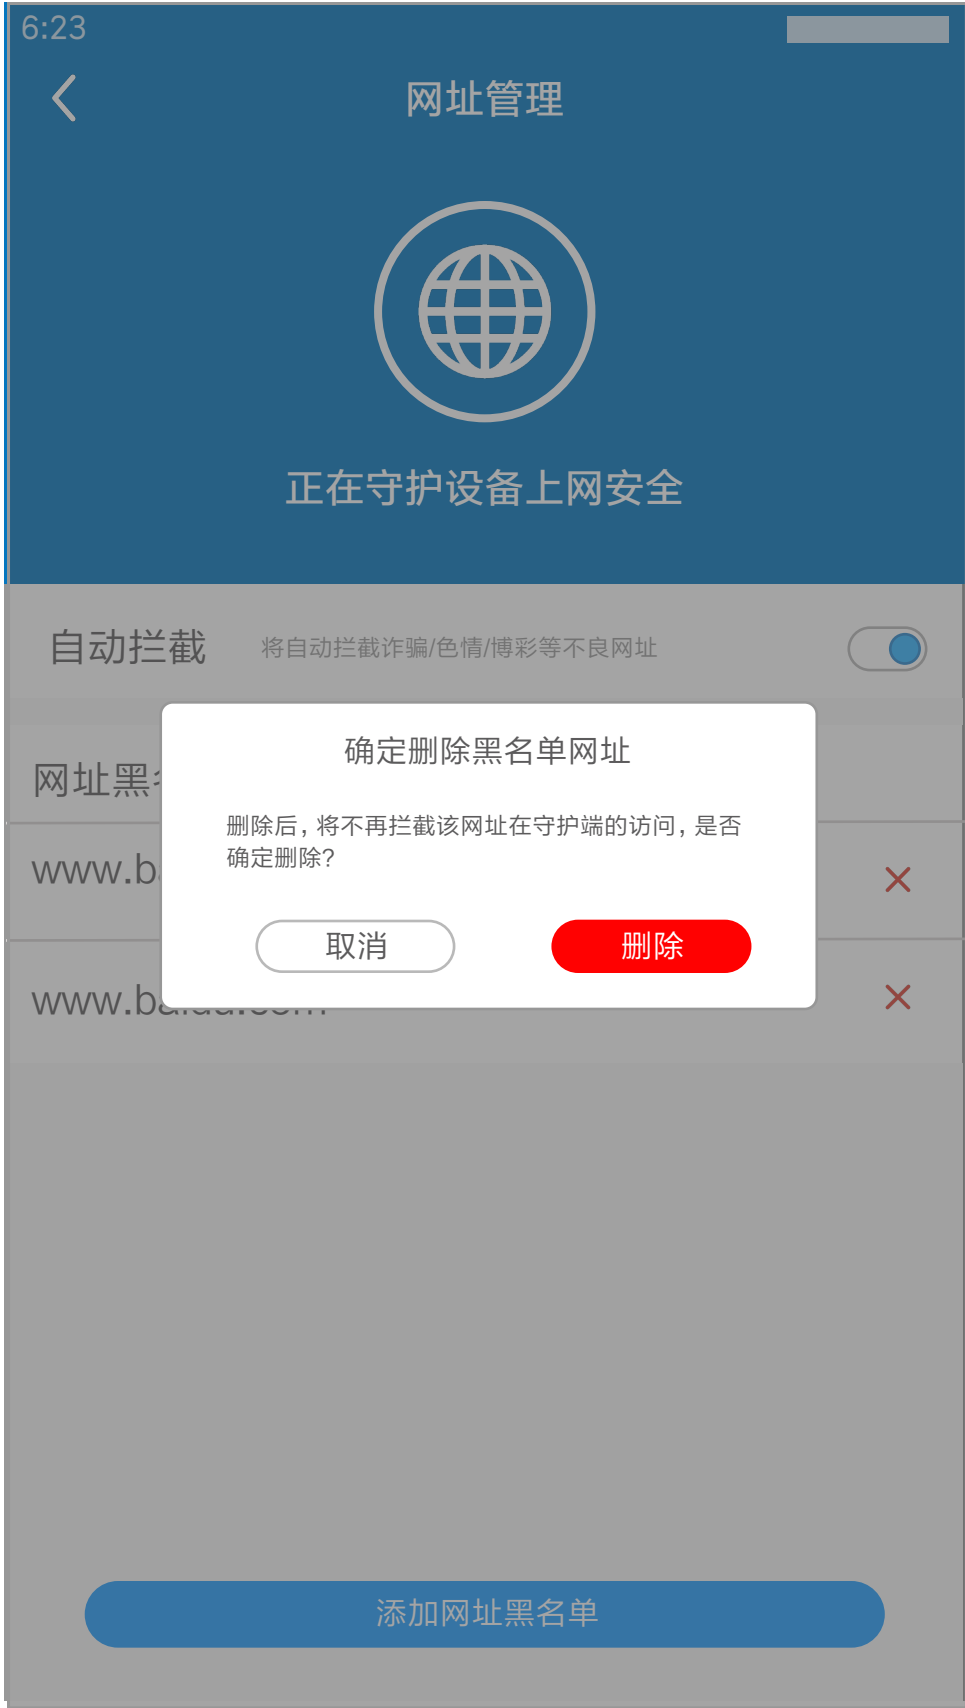 6:23
网址管理
正在守护设备上网安全
自动拦截
将自动拦截诈骗/色情/博彩等不良网址
确定删除黑名单网址
网址黑
删除后，将不再拦截该网址在守护端的访问，是否
确定删除？
www.ba
取消
删除
www.baidu.com
添加网址黑名单